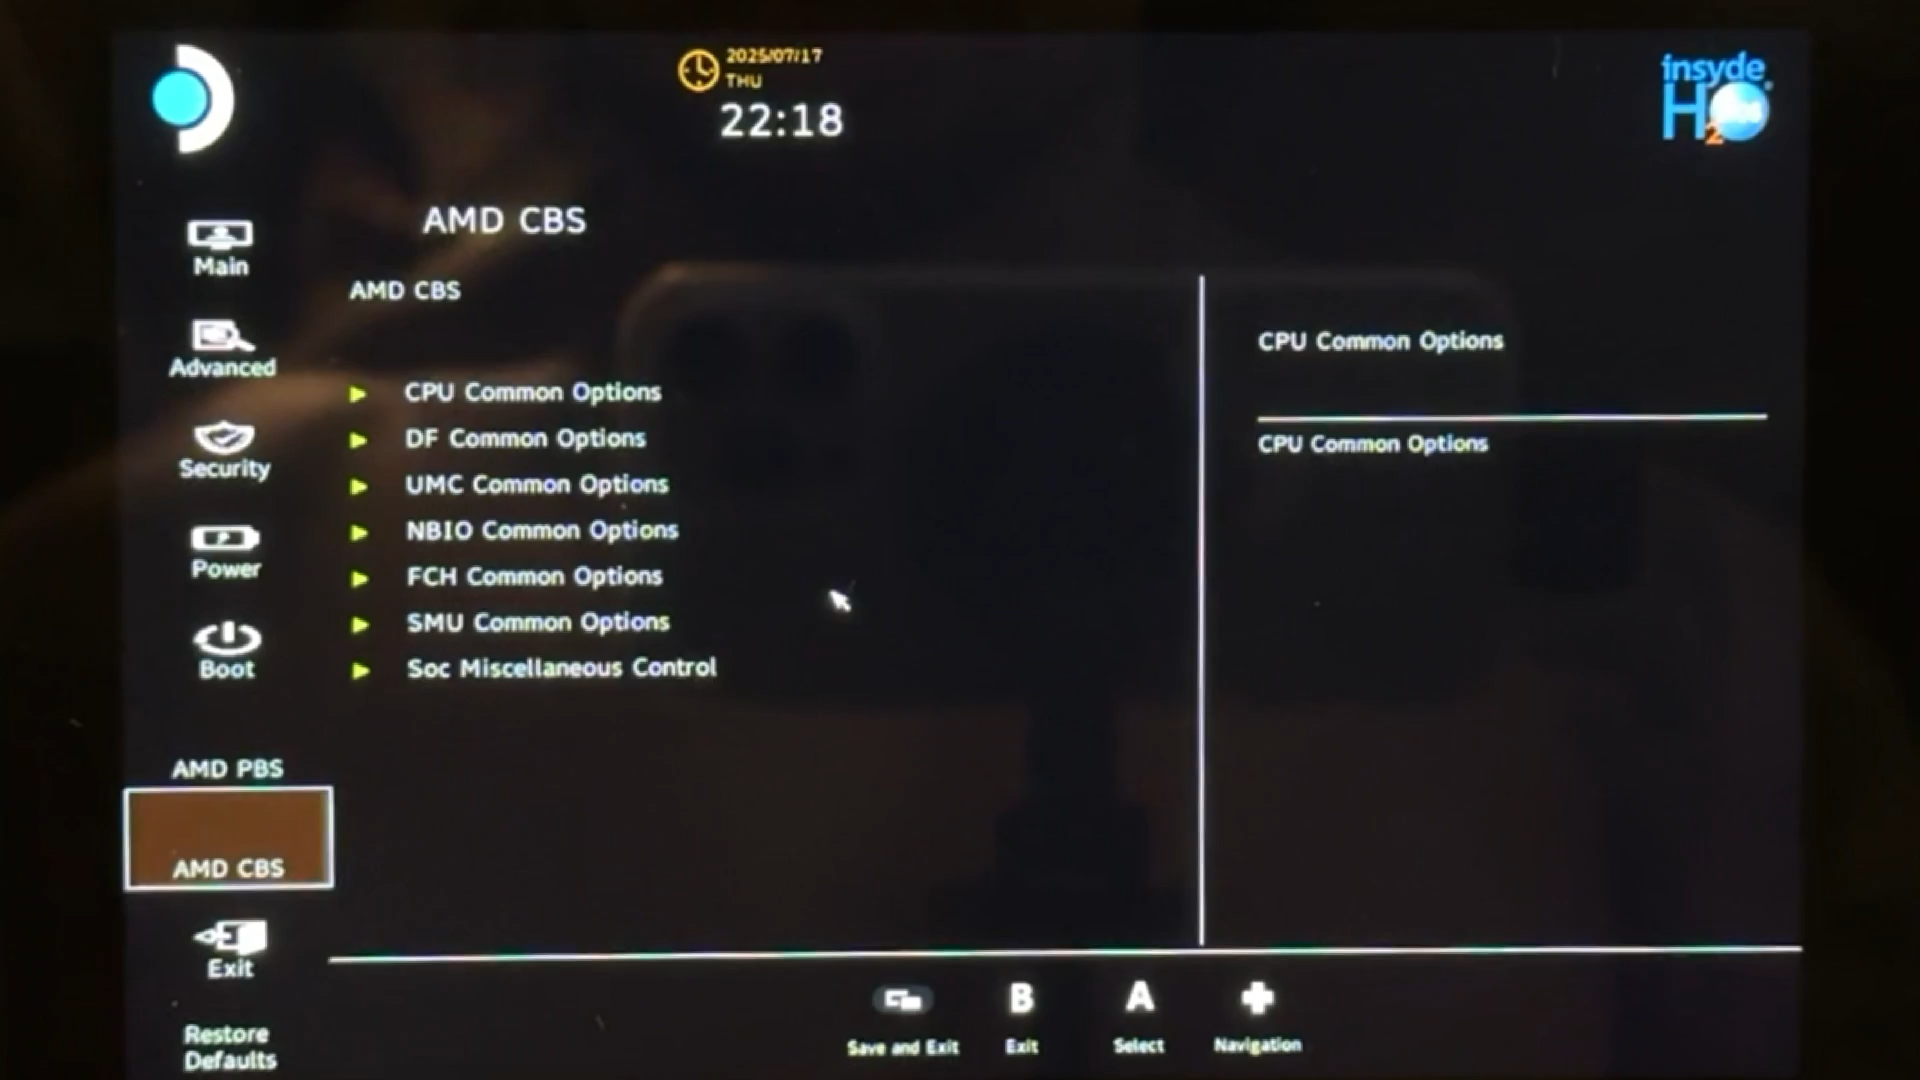 2025/07/17
THU
22:18
insyde
H2O
Main
Advanced
Security
Power
Boot
AMD PBS
AMD CBS
Exit
Restore
Defaults
AMD CBS
AMD CBS
CPU Common Options
DF Common Options
UMC Common Options
NBIO Common Options
FCH Common Options
SMU Common Options
Soc Miscellaneous Control
CPU Common Options
CPU Common Options
B
A
Save and Exit
Exit
Select
Navigation